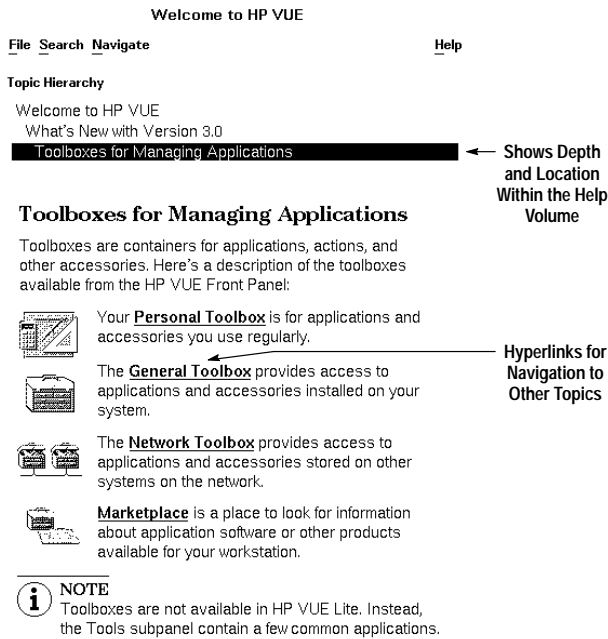 Welcome to HP VUE
File Search Navigate Help
Topic Hierarchy
Welcome to HP VUE
What's New with Version 3.0
Toolboxes for Managing Applications
Shows Depth
and Location
Within the Help
Volume
Toolboxes for Managing Applications
Toolboxes are containers for applications, actions, and
other accessories. Here's a description of the toolboxes
available from the HP VUE Front Panel:
Your Personal Toolbox is for applications and
accessories you use regularly.
Hyperlinks for
Navigation to
Other Topics
The General Toolbox provides access to
applications and accessories installed on your
system.
The Network Toolbox provides access to
applications and accessories stored on other
systems on the network.
Marketplace is a place to look for information
about application software or other products
available for your workstation.
i NOTE
Toolboxes are not available in HP VUE Lite. Instead,
the Tools subpanel contain a few common applications.